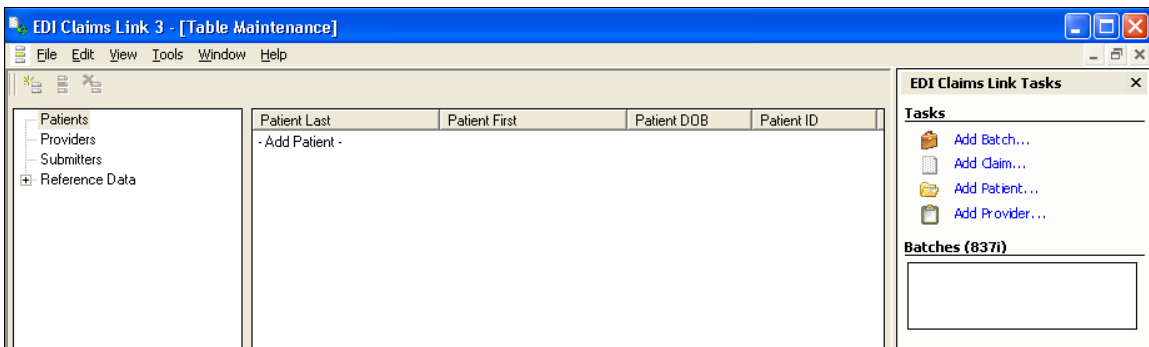 EDI Claims Link 3 - [Table Maintenance]
File Edit View Tools Window Help
Patients
Providers
Submitters
Reference Data
Patient Last Patient First Patient DOB Patient ID
- Add Patient -
EDI Claims Link Tasks
Tasks
Add Batch...
Add Claim...
Add Patient...
Add Provider...
Batches (837i)